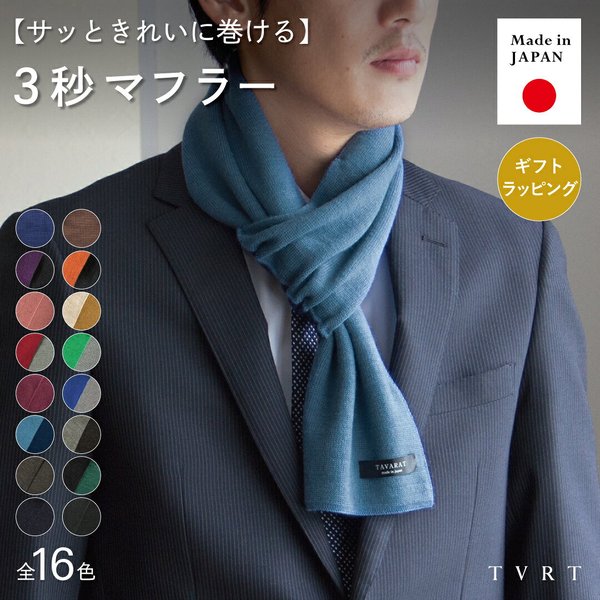 【サッときれいに巻ける】
3秒マフラー
Made in
JAPAN
ギフト
ラッピング
TAVARAT
made in japan
全16色
TVRT